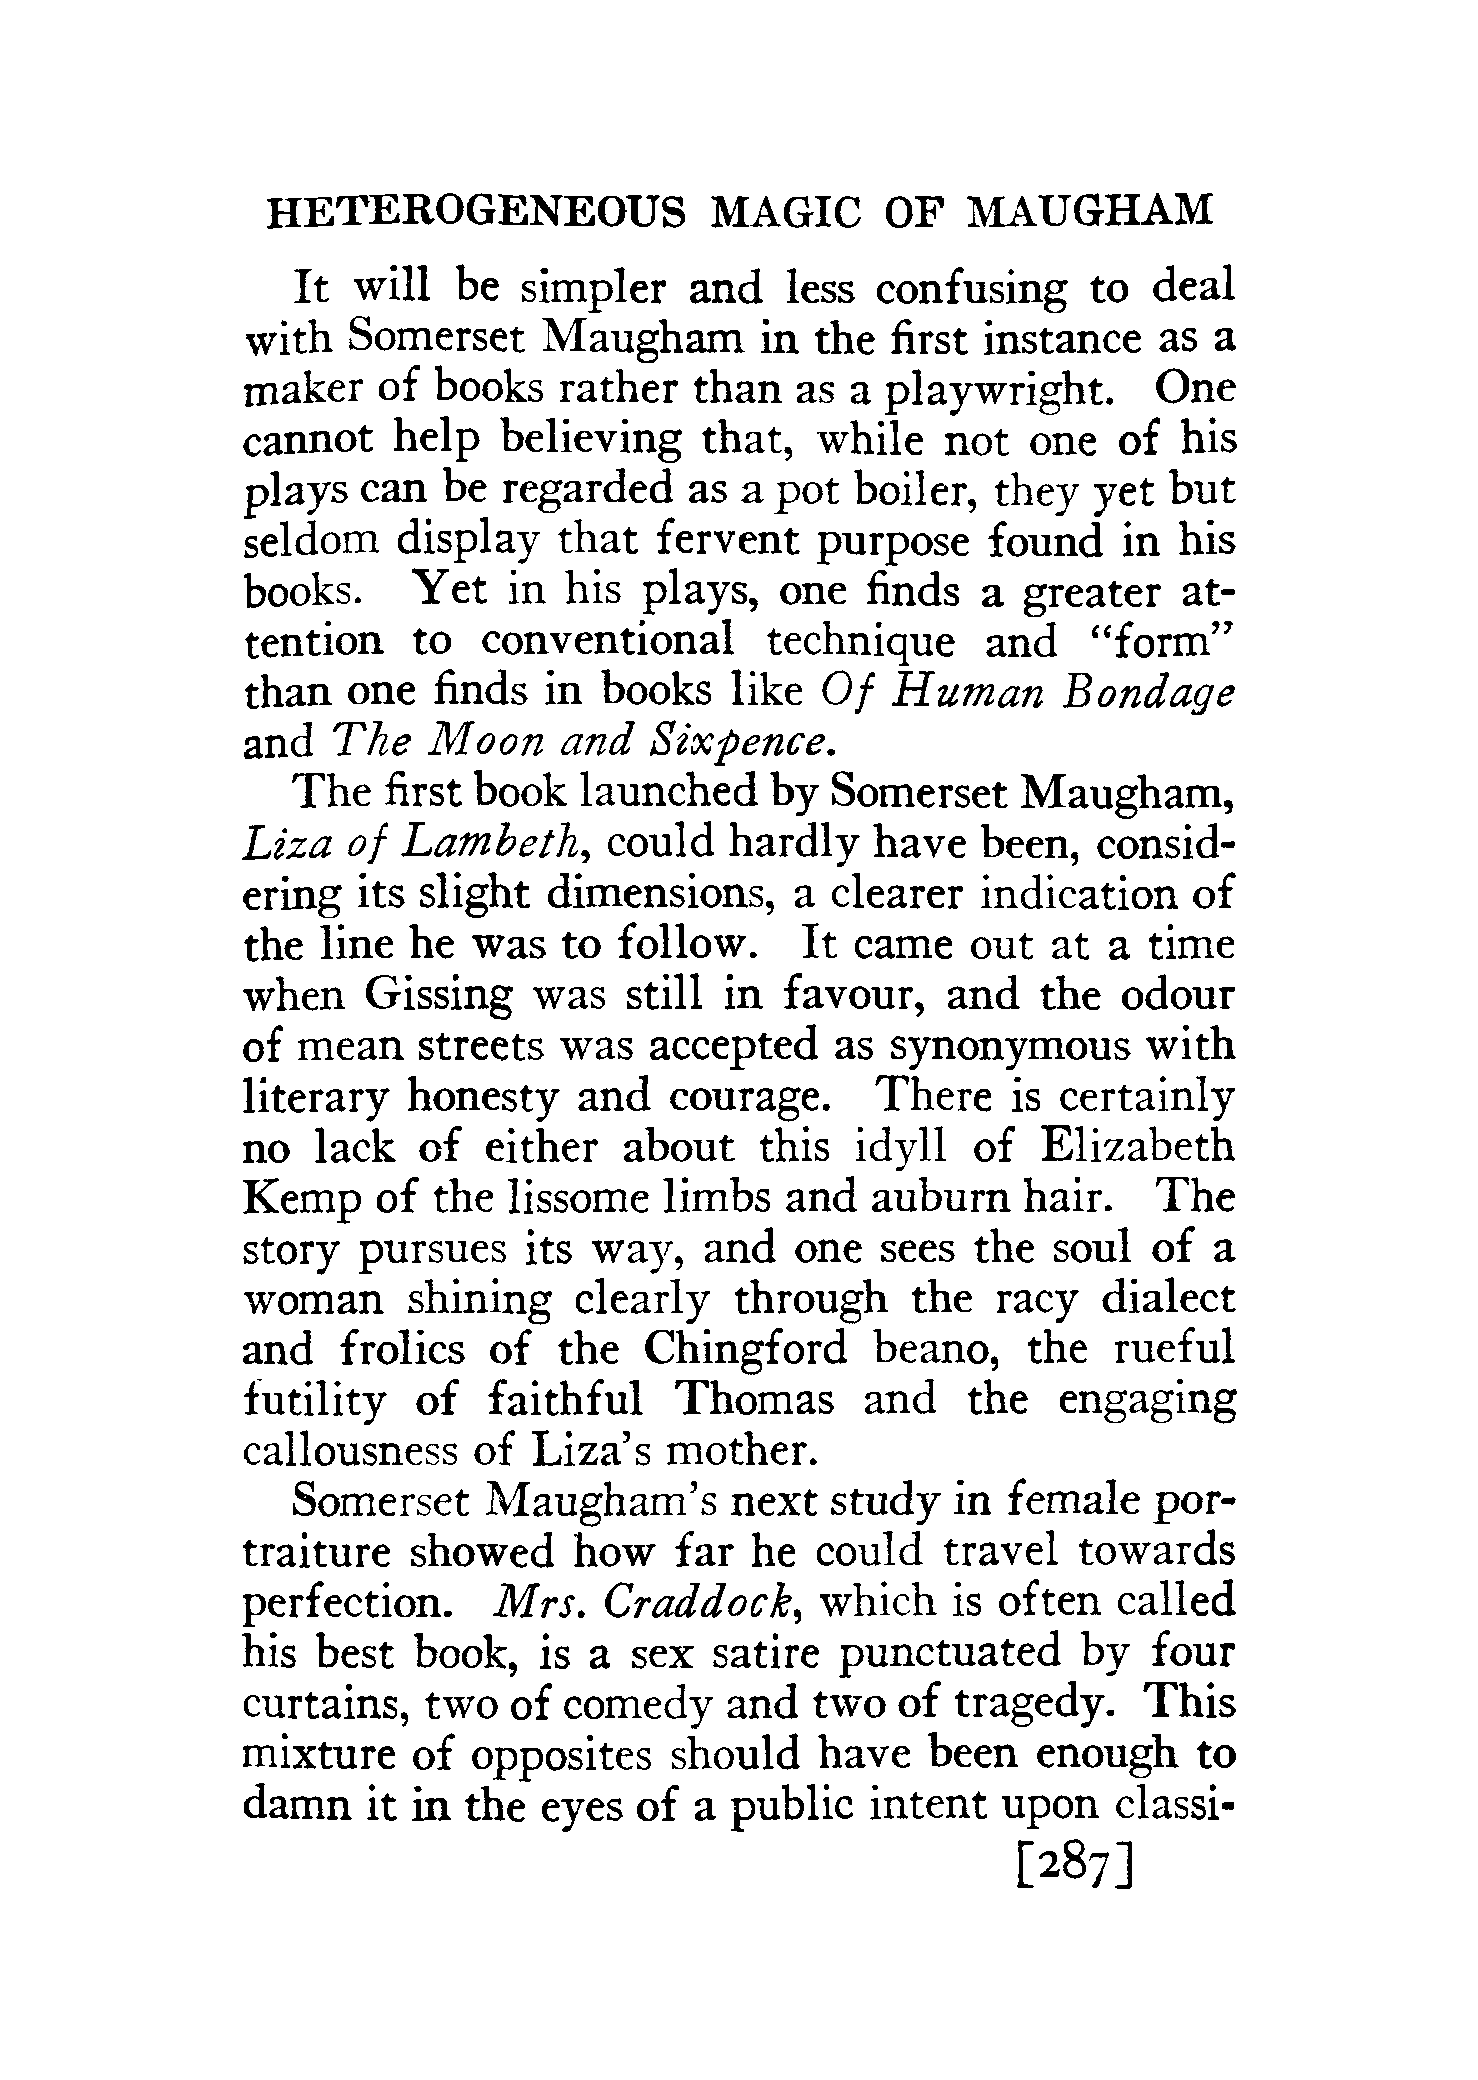 HETEROGENEOUS MAGIC OF MAUGHAM
It will be simpler and less confusing to deal
with Somerset Maugham in the first instance as a
maker of books rather than as a playwright. One
cannot help believing that, while not one of his
plays can be regarded as a pot boiler, they yet but
seldom display that fervent purpose found in his
books. Yet in his plays, one finds a greater at-
tention to conventional technique and “form”
than one finds in books like Of Human Bondage
and The Moon and Sixpence.
The first book launched by Somerset Maugham,
Liza of Lambeth, could hardly have been, consid-
ering its slight dimensions, a clearer indication of
the line he was to follow. It came out at a time
when Gissing was still in favour, and the odour
of mean streets was accepted as synonymous with
literary honesty and courage. There is certainly
no lack of either about this idyll of Elizabeth
Kemp of the lissome limbs and auburn hair. The
story pursues its way, and one sees the soul of a
woman shining clearly through the racy dialect
and frolics of the Chingford beano, the rueful
futility of faithful Thomas and the engaging
callousness of Liza’s mother.
Somerset Maugham’s next study in female por-
traiture showed how far he could travel towards
perfection. Mrs. Craddock, which is often called
his best book, is a sex satire punctuated by four
curtains, two of comedy and two of tragedy. This
mixture of opposites should have been enough to
damn it in the eyes of a public intent upon classi-
[287]